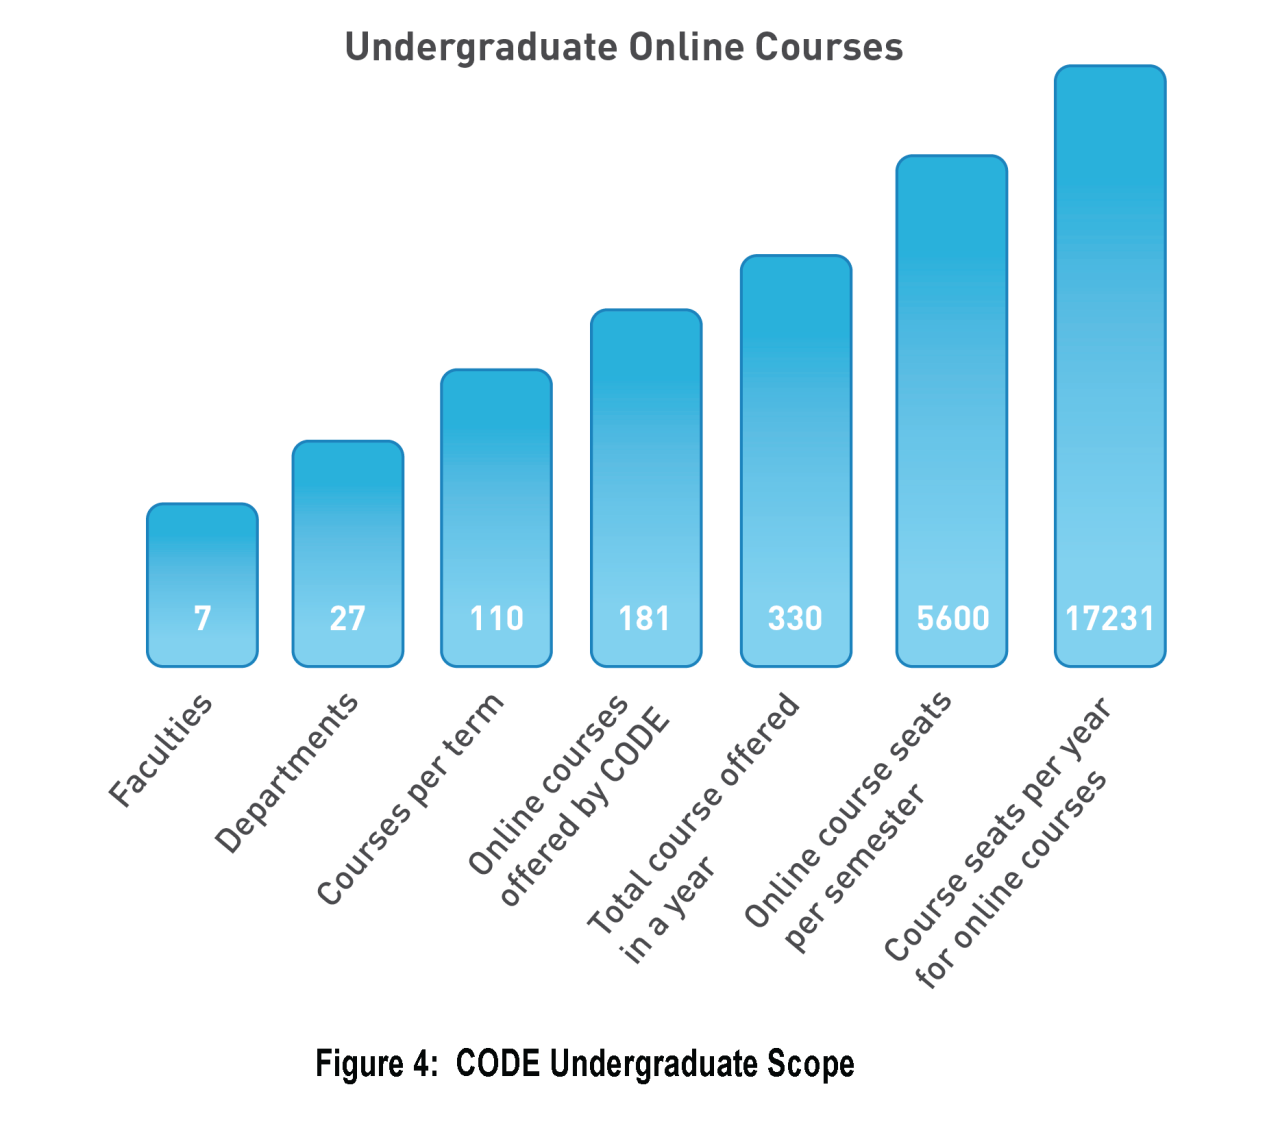 Undergraduate Online Courses
7
27
110
181
330
5600
17231
Faculties
Departments
Courses per term
Online courses
offered by CODE
Total course offered
in a year
Online course seats
per semester
Course seats per year
for online courses
Figure 4: CODE Undergraduate Scope